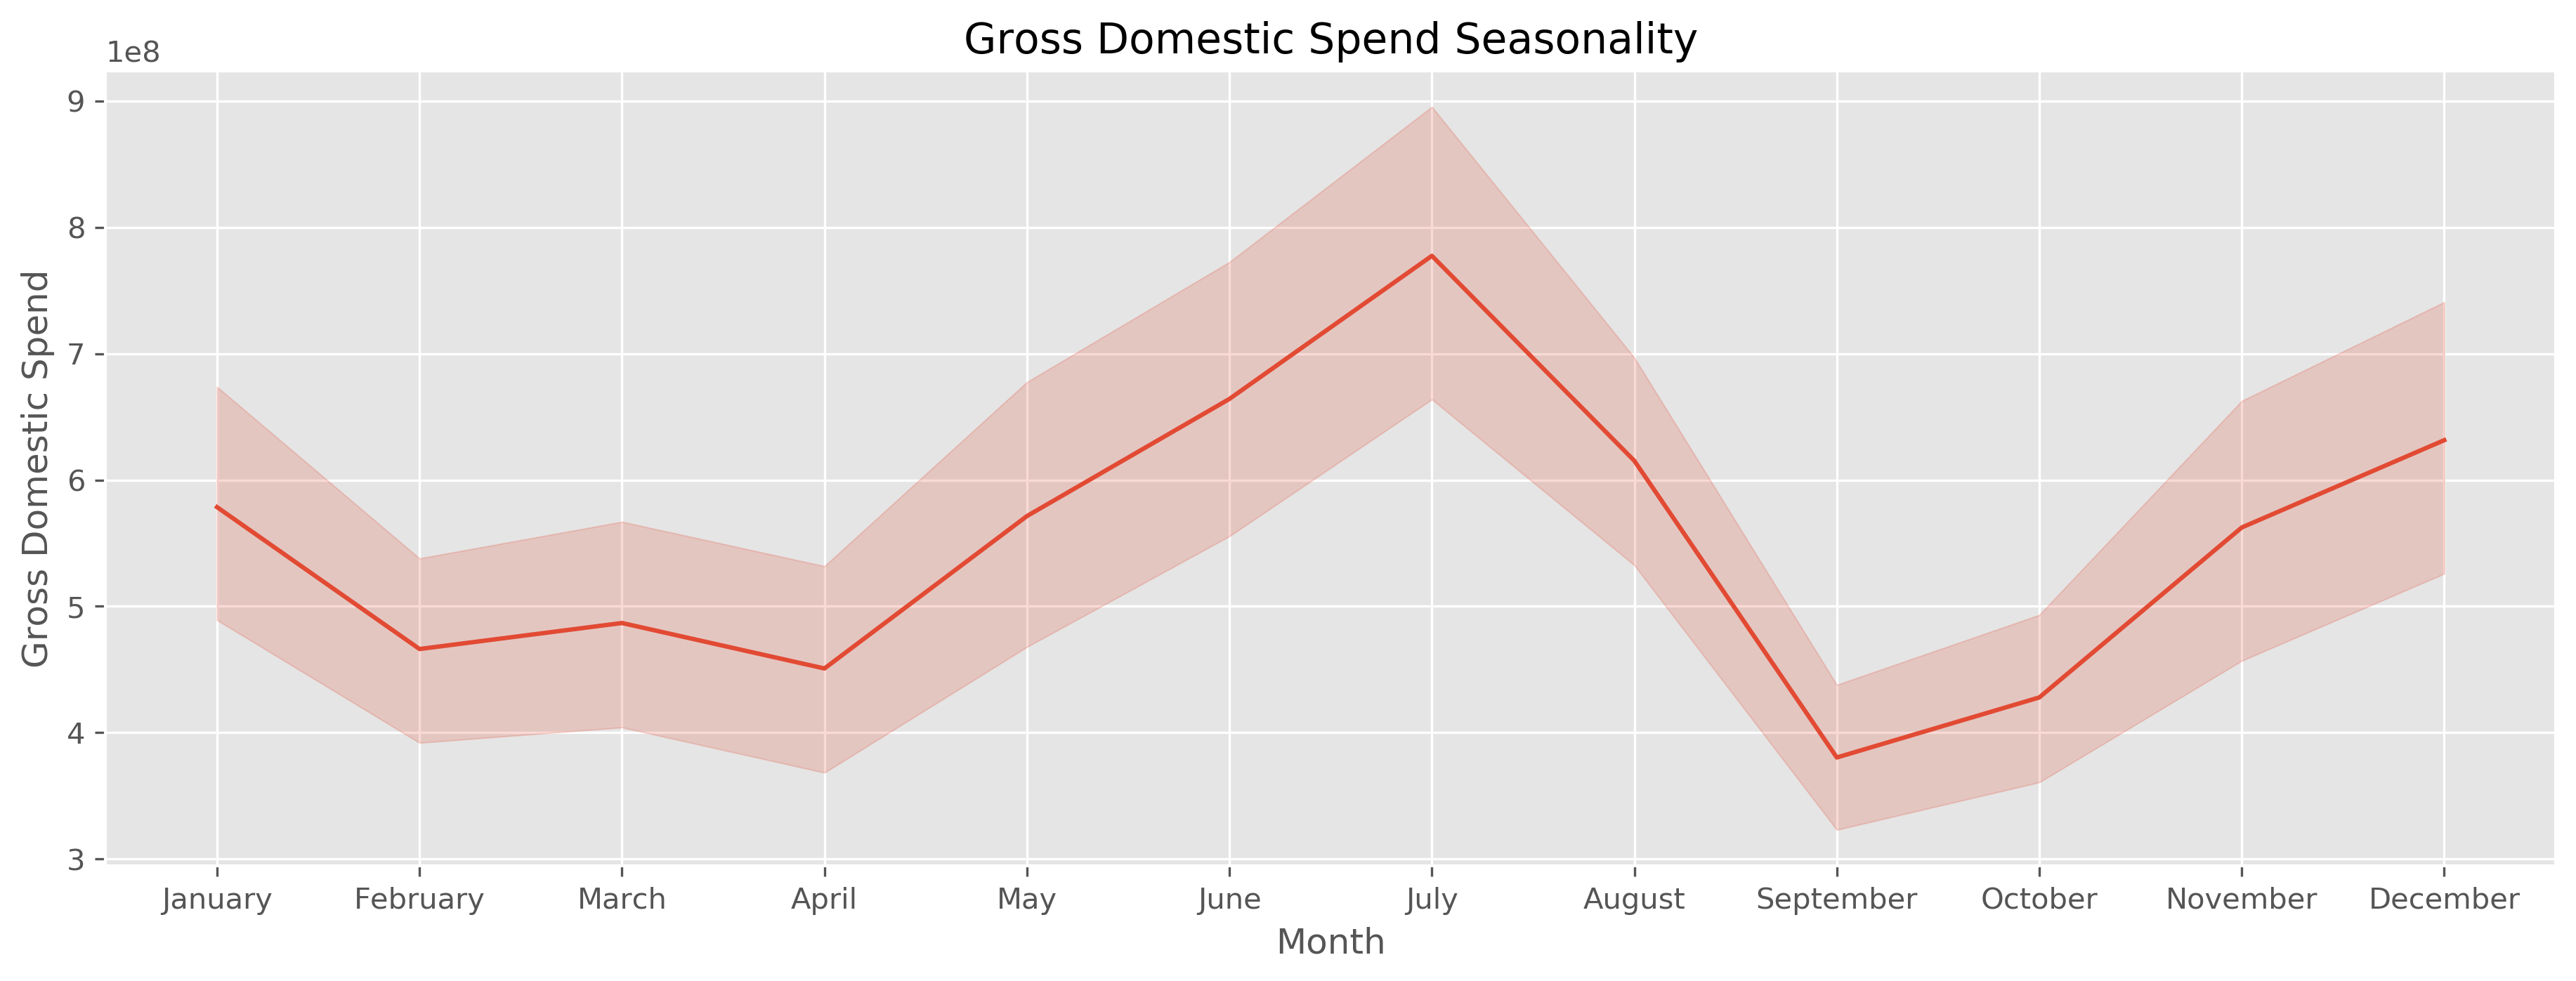 Gross Domestic Spend Seasonality
1e8
9
8
7
6
5
4
3
Gross Domestic Spend
January February March April May June July August September October November December
Month